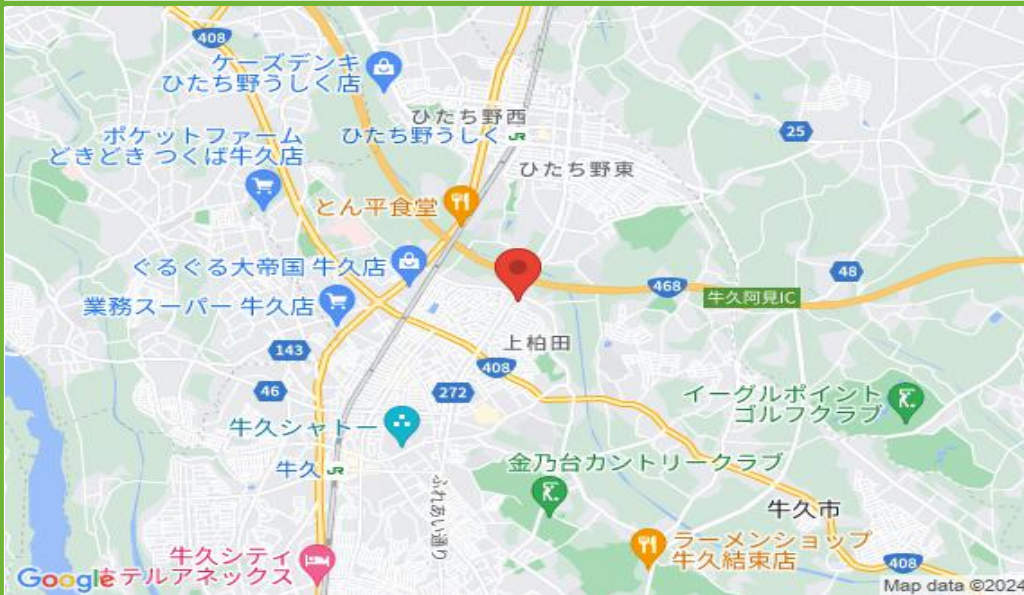 408
ケーズデンキ
ひたち野うしく店
ひたち野西
ポケットファーム
どきどき つくば牛久店
ひたち野うしく
JR
25
ひたち野東
とん平食堂
ぐるぐる大帝国 牛久店
468
48
牛久阿見IC
業務スーパー 牛久店
上柏田
143
408
46
272
イーグルポイント
ゴルフクラブ
牛久シャトー
牛久
JR
金乃台カントリークラブ
ふれあい通り
牛久市
ラーメンショップ
牛久結束店
牛久シティ
ホテルアネックス
408
Google
Map data ©2024